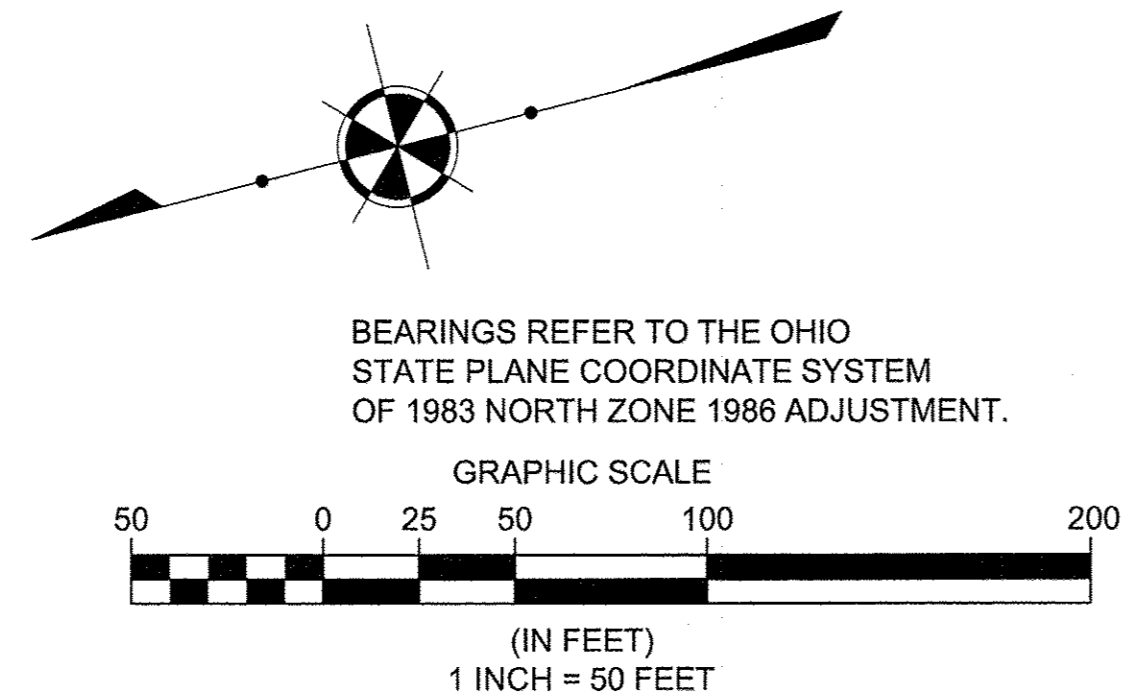 BEARINGS REFER TO THE OHIO
STATE PLANE COORDINATE SYSTEM
OF 1983 NORTH ZONE 1986 ADJUSTMENT.
GRAPHIC SCALE
50 0 25 50 100 200
(IN FEET)
1 INCH = 50 FEET